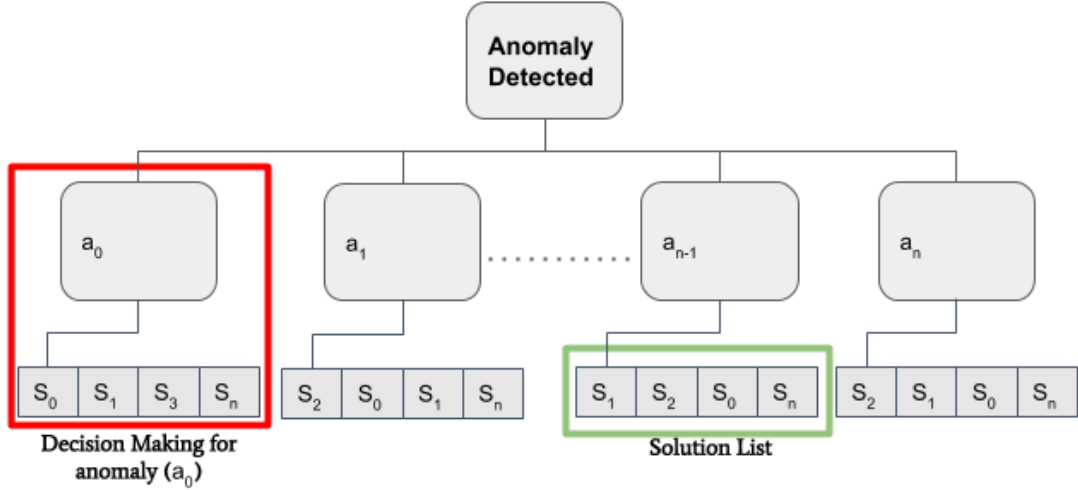 Anomaly
Detected
a₀
a₁
aₙ₋₁
aₙ
S₀ S₁ S₃ Sₙ
S₂ S₀ S₁ Sₙ
S₁ S₂ S₀ Sₙ
S₂ S₁ S₀ Sₙ
Decision Making for
anomaly (a₀)
Solution List